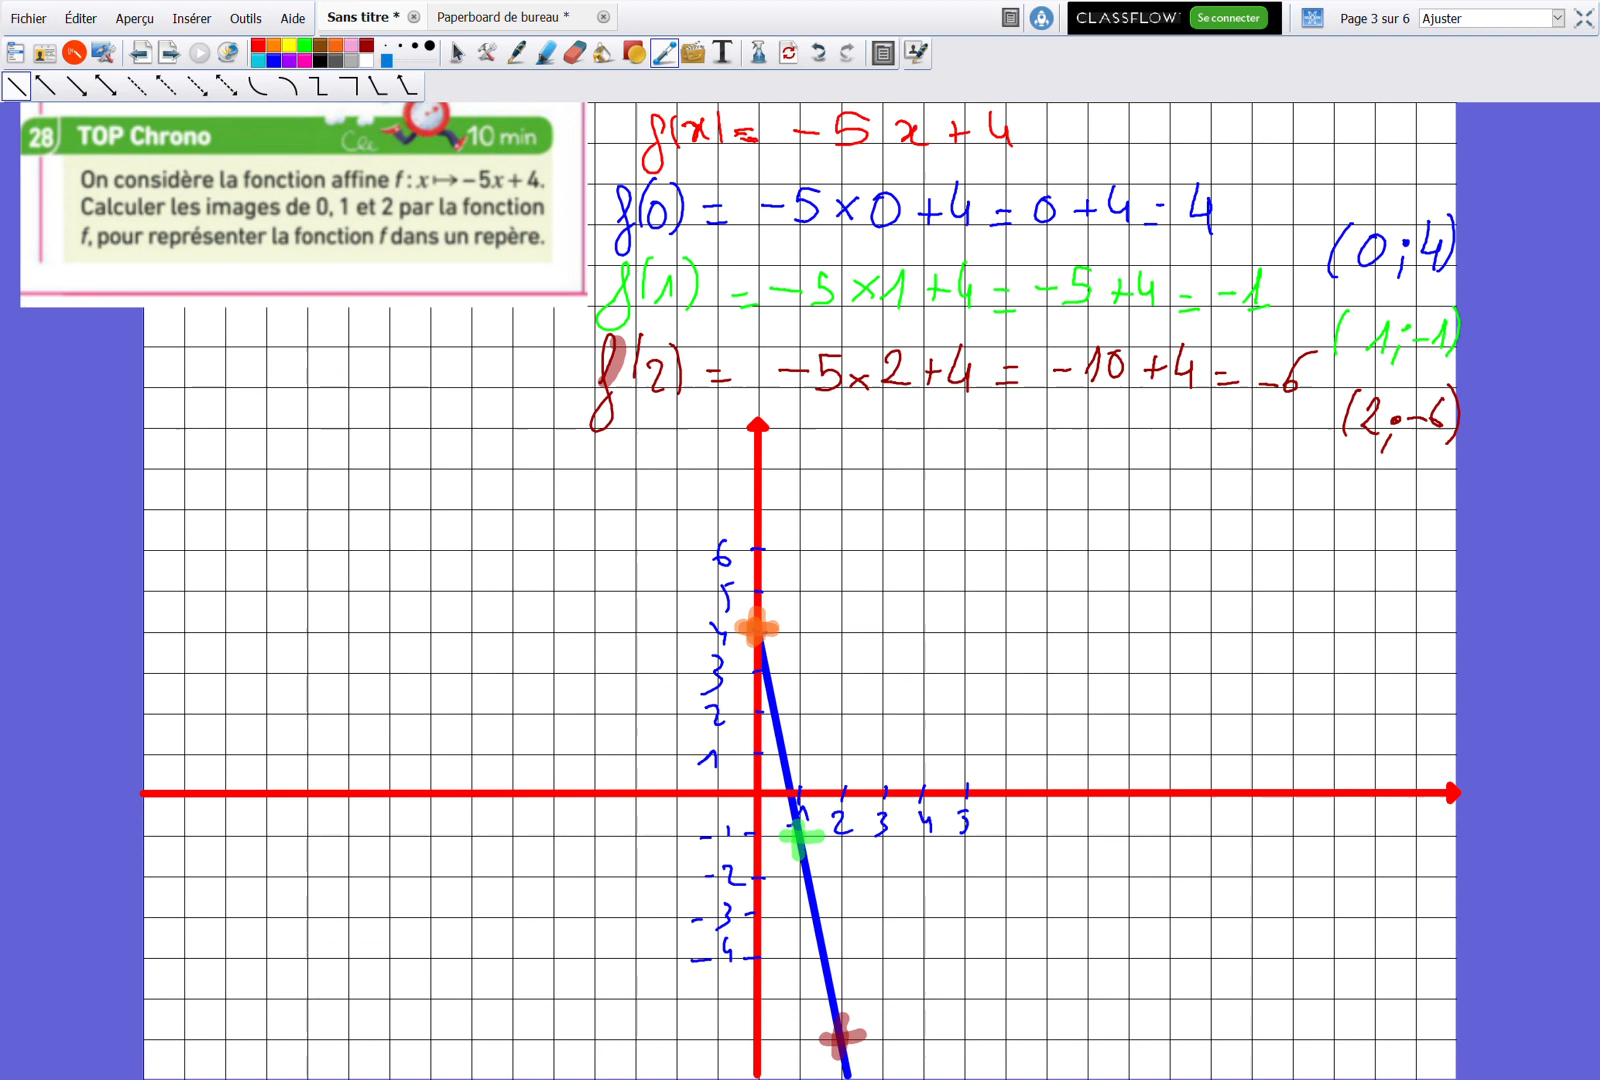 Fichier Éditer Aperçu Insérer Outils Aide Sans titre * Paperboard de bureau * CLASSFLOW Se connecter Page 3 sur 6 Ajuster
28 TOP Chrono 10 min
On considère la fonction affine f : x ↦ −5x + 4.
Calculer les images de 0, 1 et 2 par la fonction
f, pour représenter la fonction f dans un repère.
f(x) = -5x + 4
f(0) = -5×0+4 = 0+4 = 4
(0;4)
f(1) = -5×1+4 = -5+4 = -1
(1;-1)
f(2) = -5×2+4 = -10+4 = -6
(2;-6)
6
5
4
3
2
1
1 2 3 4 5
-1
-2
-3
-4